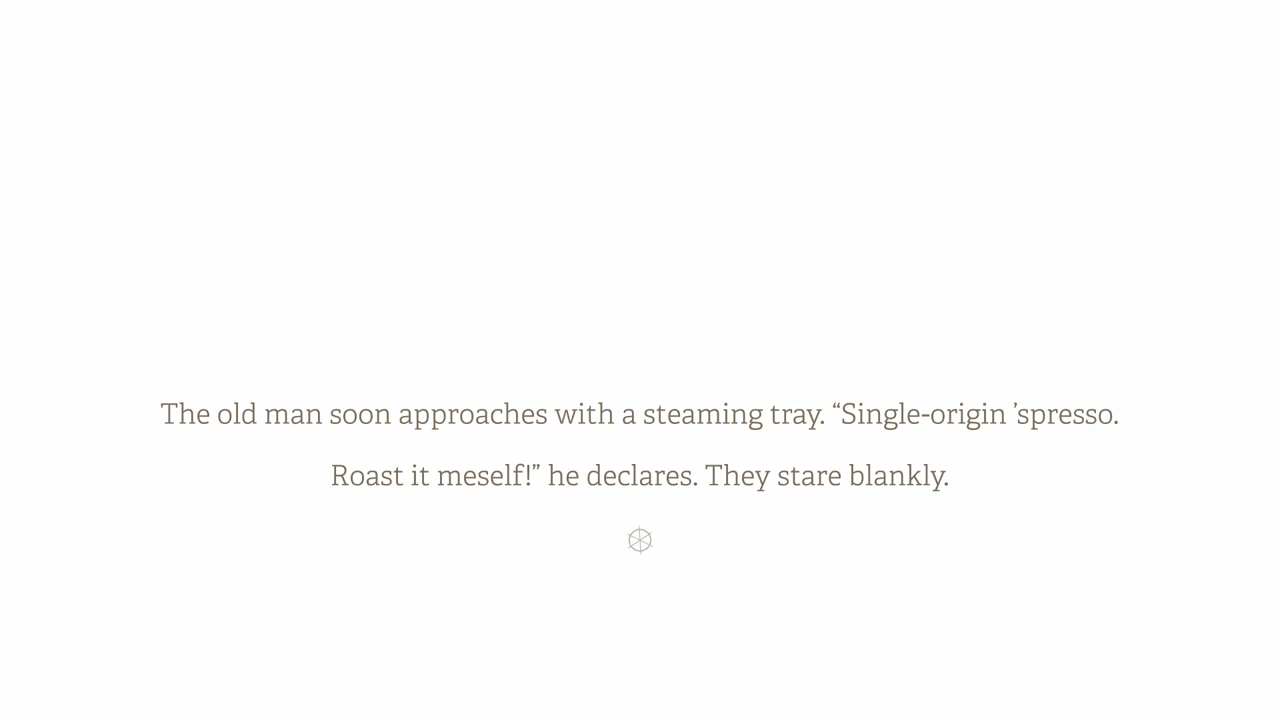 The old man soon approaches with a steaming tray. “Single-origin ’spresso.
Roast it meself!” he declares. They stare blankly.